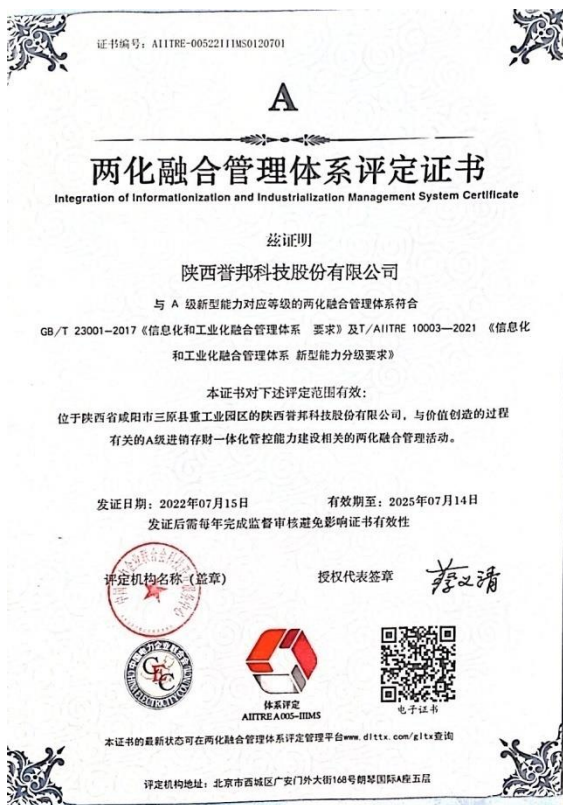 证书编号：AIITRE-00522IIIMS0120701
A
两化融合管理体系评定证书
Integration of Informationization and Industrialization Management System Certificate
兹证明
陕西誉邦科技股份有限公司
与 A 级新型能力对应等级的两化融合管理体系符合
GB/T 23001-2017《信息化和工业化融合管理体系 要求》及T/AIITRE 10003—2021 《信息化
和工业化融合管理体系 新型能力分级要求》
本证书对下述评定范围有效：
位于陕西省咸阳市三原县重工业园区的陕西誉邦科技股份有限公司，与价值创造的过程
有关的A级进销存财一体化管控能力建设相关的两化融合管理活动。
发证日期：2022年07月15日 有效期至：2025年07月14日
发证后需每年完成监督审核避免影响证书有效性
评定机构名称（盖章） 授权代表签章 蔡义清
中国电力企业联合会
CEC
CHINA ELECTRICITY COUNCIL
体系评定
AIITRE A005-IIIMS
电子证书
本证书的最新状态可在两化融合管理体系评定管理平台www.dlttx.com/gltx查询
评定机构地址：北京市西城区广安门外大街168号朗琴国际A座五层